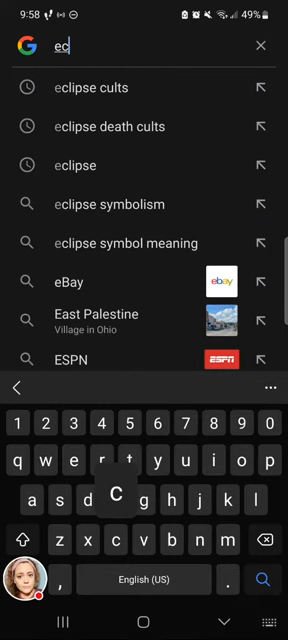 9:58
49%
ec
eclipse cults
eclipse death cults
eclipse
eclipse symbolism
eclipse symbol meaning
eBay
ebay
East Palestine
Village in Ohio
ESPN
ESPN
1 2 3 4 5 6 7 8 9 0
q w e r t y u i o p
a s d C g h j k l
z x c v b n m
, English (US) .